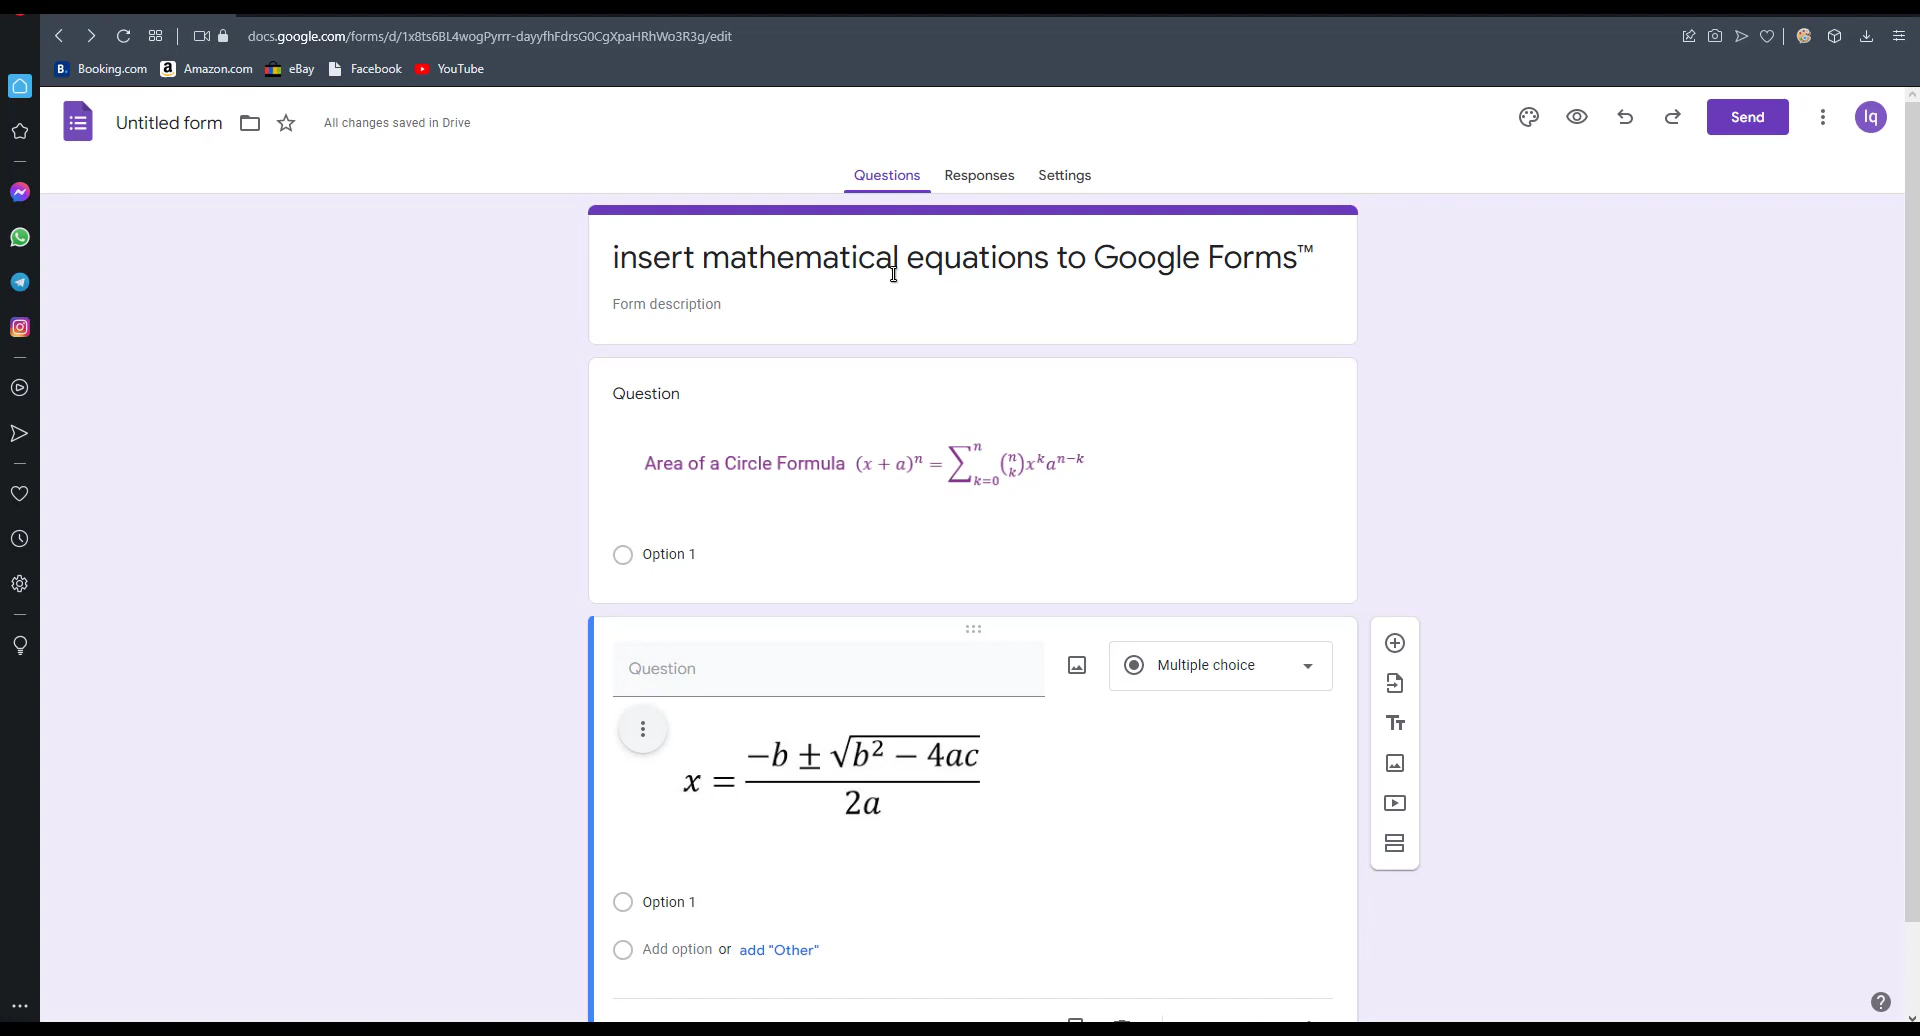 docs.google.com/forms/d/1x8ts6BL4wogPyrrr-dayyfhFdrsG0CgXpaHRhWo3R3g/edit
B. Booking.com a Amazon.com eBay Facebook YouTube
Untitled form All changes saved in Drive Send Iq
Questions Responses Settings
insert mathematical equations to Google Forms™
Form description
Question
Area of a Circle Formula (x + a)ⁿ = ∑ₖ₌₀ⁿ (ⁿₖ)xᵏaⁿ⁻ᵏ
Option 1
Question Multiple choice
Tт
x = (−b ± √(b² − 4ac)) / 2a
Option 1
Add option or add "Other"